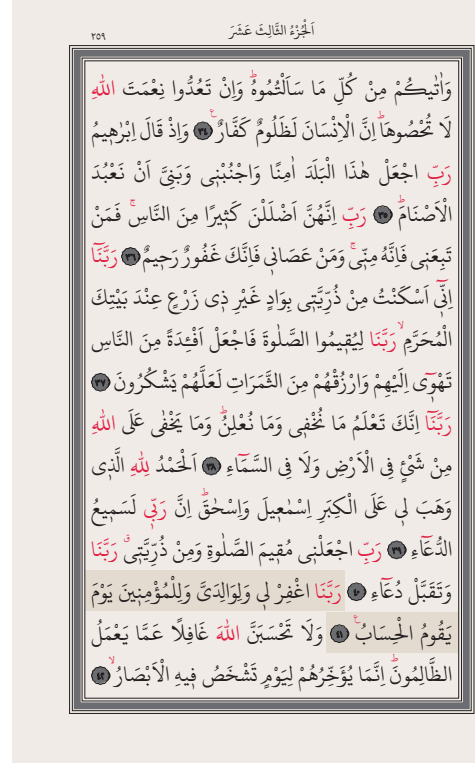 اَلْجُزْءُ الثَّالِثَ عَشَرَ
٢٥٩
وَاٰتٰيكُمْ مِنْ كُلِّ مَا سَاَلْتُمُوهُۜ وَاِنْ تَعُدُّوا نِعْمَتَ اللّٰهِ
لَا تُحْصُوهَاۜ اِنَّ الْاِنْسَانَ لَظَلُومٌ كَفَّارٌ۟ ﴿٣٤﴾ وَاِذْ قَالَ اِبْرٰه۪يمُ
رَبِّ اجْعَلْ هٰذَا الْبَلَدَ اٰمِنًا وَاجْنُبْن۪ي وَبَنِيَّ اَنْ نَعْبُدَ
الْاَصْنَامَۜ ﴿٣٥﴾ رَبِّ اِنَّهُنَّ اَضْلَلْنَ كَث۪يرًا مِنَ النَّاسِۚ فَمَنْ
تَبِعَن۪ي فَاِنَّهُ مِنّ۪يۚ وَمَنْ عَصَان۪ي فَاِنَّكَ غَفُورٌ رَح۪يمٌ ﴿٣٦﴾ رَبَّنَٓا
اِنّ۪ٓي اَسْكَنْتُ مِنْ ذُرِّيَّت۪ي بِوَادٍ غَيْرِ ذ۪ي زَرْعٍ عِنْدَ بَيْتِكَ
الْمُحَرَّمِۙ رَبَّنَا لِيُق۪يمُوا الصَّلٰوةَ فَاجْعَلْ اَفْـِٔدَةً مِنَ النَّاسِ
تَهْو۪ٓي اِلَيْهِمْ وَارْزُقْهُمْ مِنَ الثَّمَرَاتِ لَعَلَّهُمْ يَشْكُرُونَ ﴿٣٧﴾
رَبَّنَٓا اِنَّكَ تَعْلَمُ مَا نُخْف۪ي وَمَا نُعْلِنُۜ وَمَا يَخْفٰى عَلَى اللّٰهِ
مِنْ شَيْءٍ فِي الْاَرْضِ وَلَا فِي السَّمَٓاءِ ﴿٣٨﴾ اَلْحَمْدُ لِلّٰهِ الَّذ۪ي
وَهَبَ ل۪ي عَلَى الْكِبَرِ اِسْمٰع۪يلَ وَاِسْحٰقَۜ اِنَّ رَبّ۪ي لَسَم۪يعُ
الدُّعَٓاءِ ﴿٣٩﴾ رَبِّ اجْعَلْن۪ي مُق۪يمَ الصَّلٰوةِ وَمِنْ ذُرِّيَّت۪يۗ رَبَّنَا
وَتَقَبَّلْ دُعَٓاءِ ﴿٤٠﴾ رَبَّنَا اغْفِرْ ل۪ي وَلِوَالِدَيَّ وَلِلْمُؤْمِن۪ينَ يَوْمَ
يَقُومُ الْحِسَابُ۟ ﴿٤١﴾ وَلَا تَحْسَبَنَّ اللّٰهَ غَافِلًا عَمَّا يَعْمَلُ
الظَّالِمُونَۜ اِنَّمَا يُؤَخِّرُهُمْ لِيَوْمٍ تَشْخَصُ ف۪يهِ الْاَبْصَارُۙ ﴿٤٢﴾